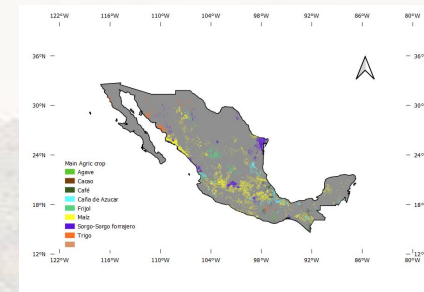 122°W 116°W 110°W 104°W 98°W 92°W 86°W 80°W
36°N 36°N
30°N 30°N
24°N 24°N
18°N 18°N
12°N 12°N
Main Agric crop
Agave
Cacao
Café
Caña de Azucar
Frijol
Maiz
Sorgo-Sorgo forrajero
Trigo
122°W 116°W 110°W 104°W 98°W 92°W 86°W 80°W